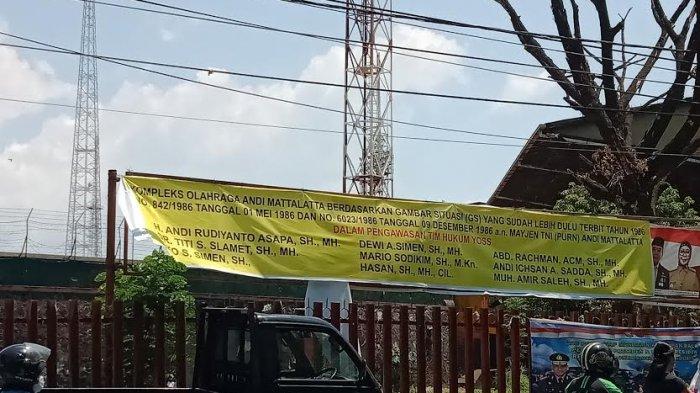 KOMPLEKS OLAHRAGA ANDI MATTALATTA BERDASARKAN GAMBAR SITUASI (GS) YANG SUDAH LEBIH DULU TERBIT TAHUN 1986
NO. 842/1986 TANGGAL 01 MEI 1986 DAN NO. 6023/1986 TANGGAL 09 DESEMBER 1986 a.n. MAYJEN TNI (PURN) ANDI MATTALATTA
DALAM PENGAWASAN TIM HUKUM YOSS
H. ANDI RUDIYANTO ASAPA, SH., MH.
R. TITI S. SLAMET, SH., MH.
O S. SIMEN, SH.,
DEWI A.SIMEN, SH., MH.
MARIO SODIKIM, SH., M.Kn.
HASAN, SH., MH., CIL.
ABD. RACHMAN, ACM, SH., MH.
ANDI ICHSAN A. SADDA, SH., MH.
MUH. AMIR SALEH, SH., MH.